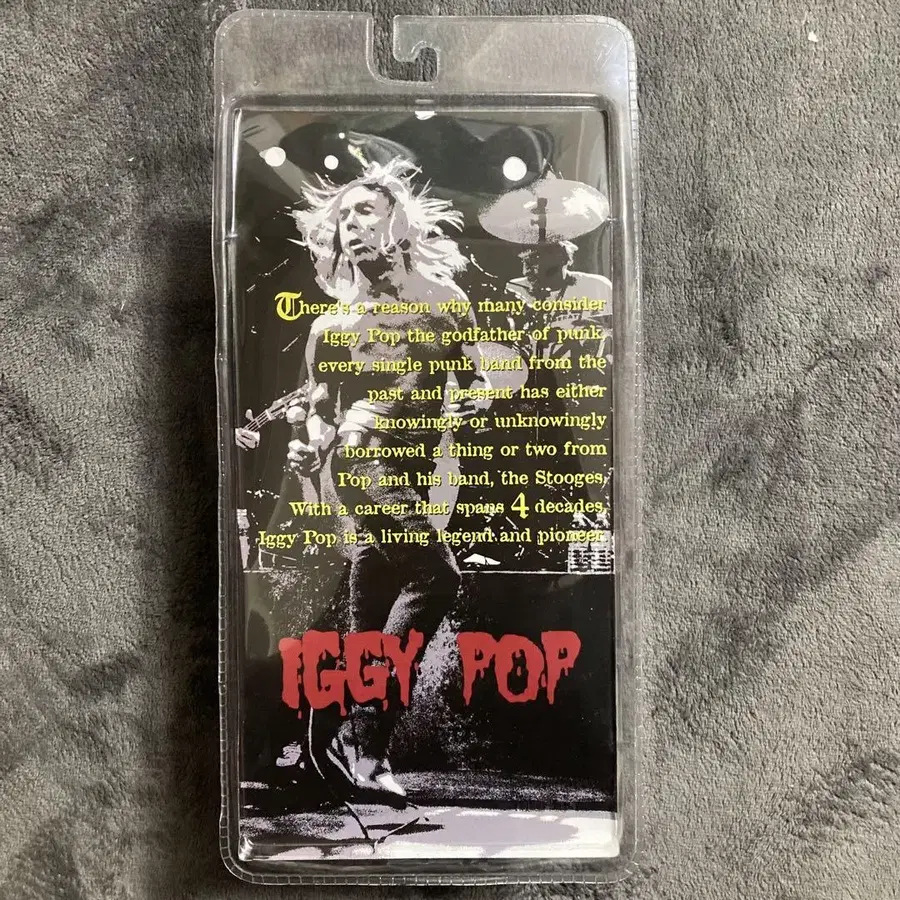 There's a reason why many consider
Iggy Pop the godfather of punk,
every single punk band from the
past and present has either
knowingly or unknowingly
borrowed a thing or two from
Pop and his band, the Stooges.
With a career that spans 4 decades,
Iggy Pop is a living legend and pioneer.
IGGY POP